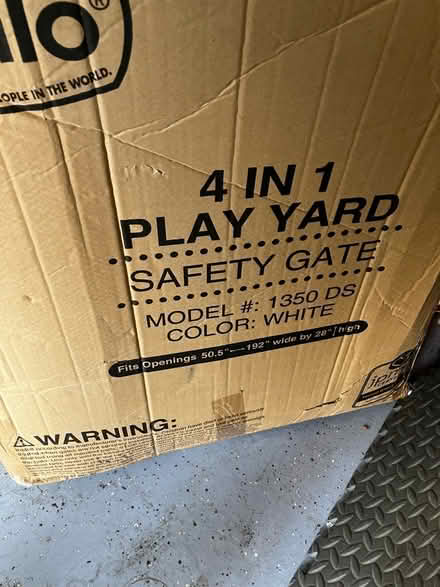 lo®
OPLE IN THE WORLD.
4 IN 1
PLAY YARD
SAFETY GATE
MODEL #: 1350 DS
COLOR: WHITE
Fits Openings 50.5"—192" wide by 28" high
⚠WARNING: